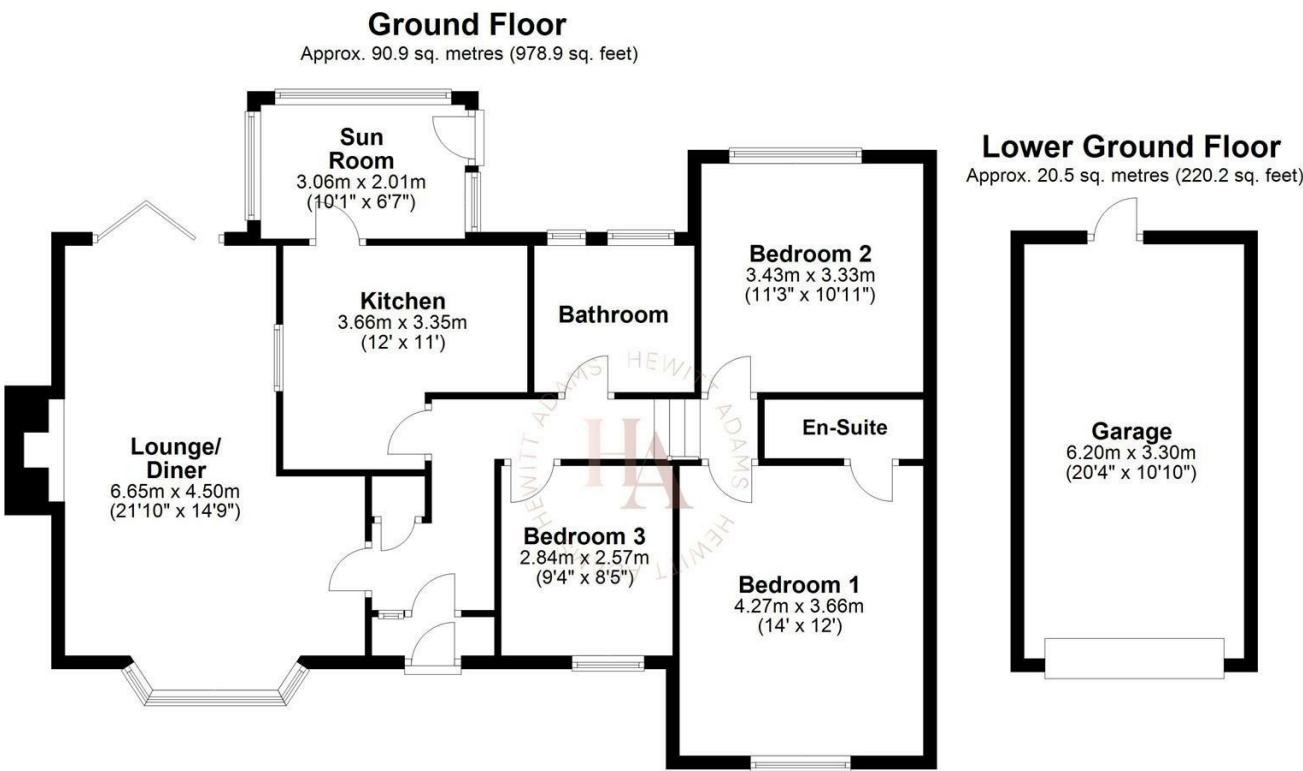 Ground Floor
Approx. 90.9 sq. metres (978.9 sq. feet)
Sun
Room
3.06m x 2.01m
(10'1" x 6'7")
Lower Ground Floor
Approx. 20.5 sq. metres (220.2 sq. feet)
Bedroom 2
3.43m x 3.33m
(11'3" x 10'11")
Kitchen
3.66m x 3.35m
(12' x 11')
Bathroom
En-Suite
Lounge/
Diner
6.65m x 4.50m
(21'10" x 14'9")
Garage
6.20m x 3.30m
(20'4" x 10'10")
Bedroom 3
2.84m x 2.57m
(9'4" x 8'5")
Bedroom 1
4.27m x 3.66m
(14' x 12')
HEWITT ADAMS HEWITT ADAMS HEWITT ADAMS
HA